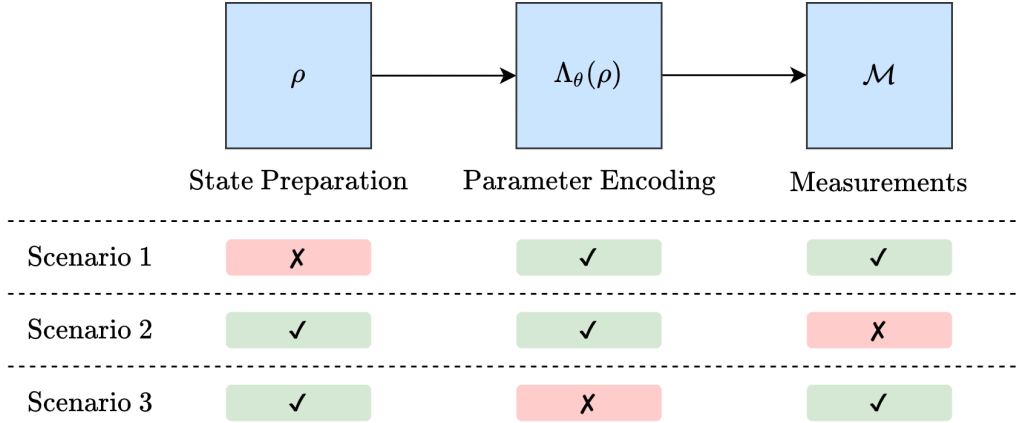 ρ Λθ(ρ) ℳ
State Preparation Parameter Encoding Measurements
Scenario 1 ✗ ✓ ✓
Scenario 2 ✓ ✓ ✗
Scenario 3 ✓ ✗ ✓